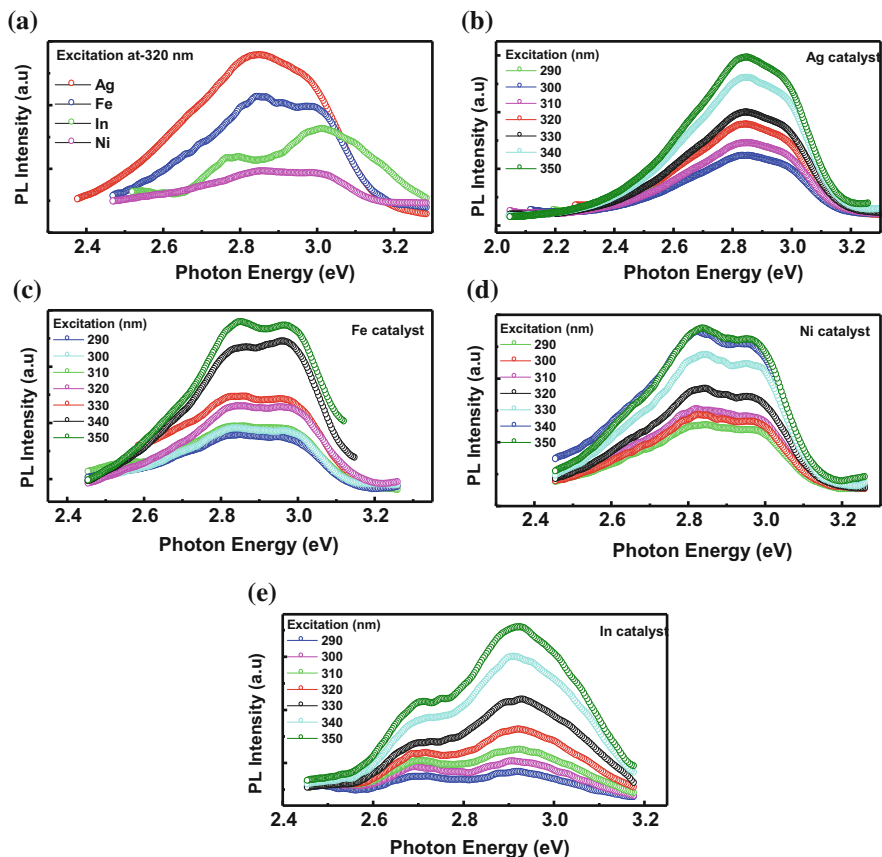 (a)
Excitation at-320 nm
Ag
Fe
In
Ni
PL Intensity (a.u)
2.4 2.6 2.8 3.0 3.2
Photon Energy (eV)
(b)
Excitation (nm)
Ag catalyst
290
300
310
320
330
340
350
PL Intensity (a.u)
2.0 2.2 2.4 2.6 2.8 3.0 3.2
Photon Energy (eV)
(c)
Excitation (nm)
Fe catalyst
290
300
310
320
330
340
350
PL Intensity (a.u)
2.4 2.6 2.8 3.0 3.2
Photon Energy (eV)
(d)
Excitation (nm)
Ni catalyst
290
300
310
320
330
340
350
PL Intensity (a.u)
2.4 2.6 2.8 3.0 3.2
Photon Energy (eV)
(e)
Excitation (nm)
In catalyst
290
300
310
320
330
340
350
PL Intensity (a.u)
2.4 2.6 2.8 3.0 3.2
Photon Energy (eV)